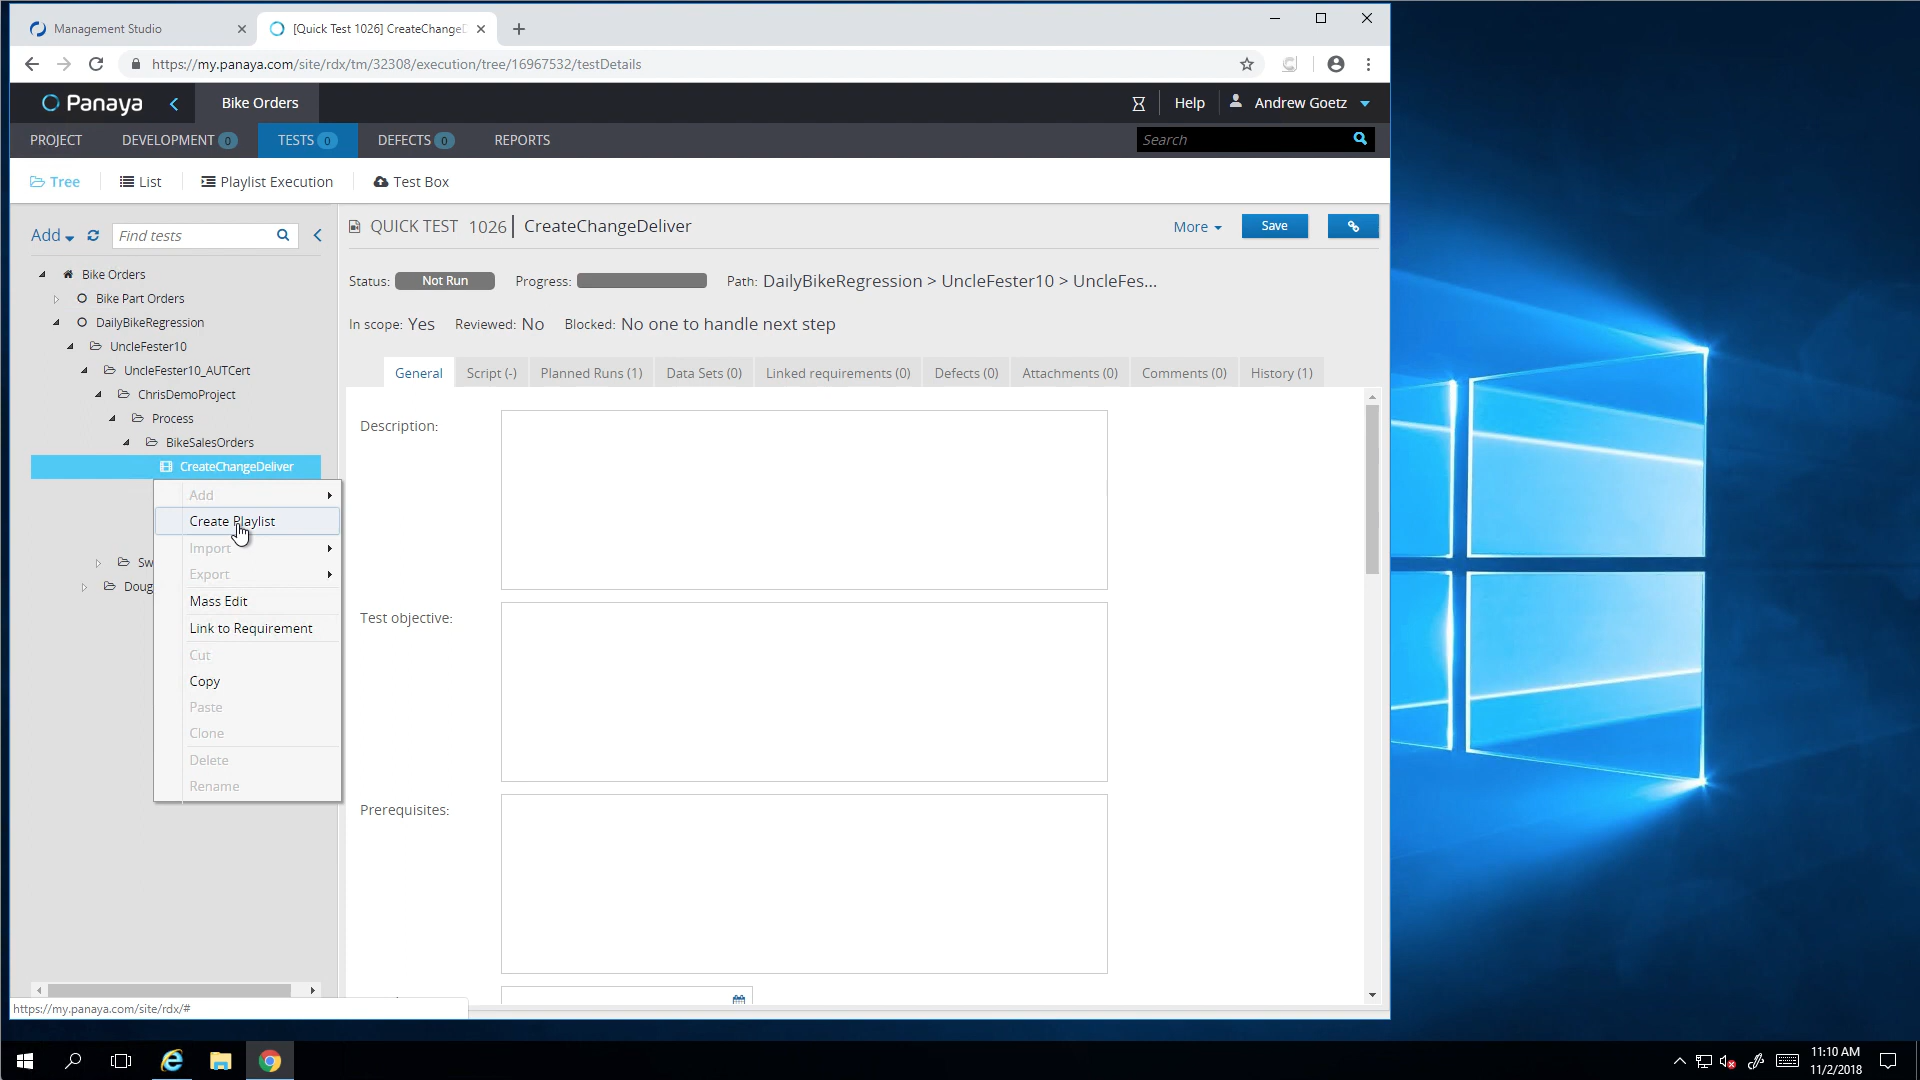 Management Studio
[Quick Test 1026] CreateChangeD
https://my.panaya.com/site/rdx/tm/32308/execution/tree/16967532/testDetails
Panaya
Bike Orders
Help
Andrew Goetz
PROJECT
DEVELOPMENT 0
TESTS 0
DEFECTS 0
REPORTS
Search
Tree
List
Playlist Execution
Test Box
Add
Find tests
QUICK TEST 1026 CreateChangeDeliver
More
Save
Bike Orders
Bike Part Orders
DailyBikeRegression
UncleFester10
UncleFester10_AUTCert
ChrisDemoProject
Process
BikeSalesOrders
CreateChangeDeliver
Sw
Doug
Add
Create Playlist
Import
Export
Mass Edit
Link to Requirement
Cut
Copy
Paste
Clone
Delete
Rename
Status: Not Run
Progress:
Path: DailyBikeRegression > UncleFester10 > UncleFes...
In scope: Yes
Reviewed: No
Blocked: No one to handle next step
General
Script (-)
Planned Runs (1)
Data Sets (0)
Linked requirements (0)
Defects (0)
Attachments (0)
Comments (0)
History (1)
Description:
Test objective:
Prerequisites:
https://my.panaya.com/site/rdx/#
11:10 AM
11/2/2018